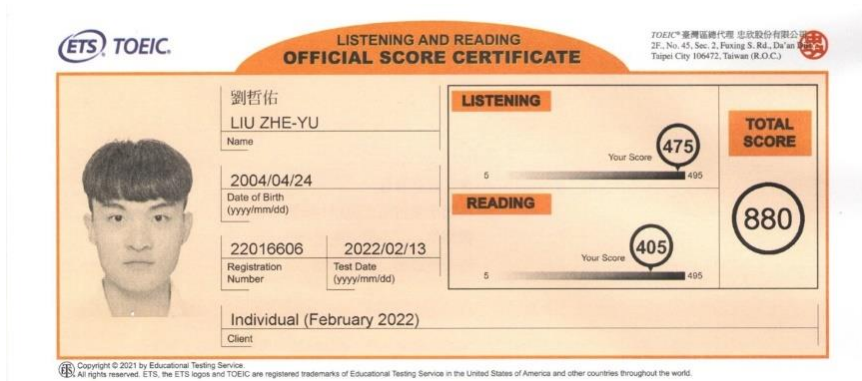 ETS TOEIC
LISTENING AND READING
OFFICIAL SCORE CERTIFICATE
TOEIC® 臺灣區總代理 忠欣股份有限公司
2F., No. 45, Sec. 2, Fuxing S. Rd., Da'an
Taipei City 106472, Taiwan (R.O.C.)
劉哲佑
LIU ZHE-YU
Name
2004/04/24
Date of Birth
(yyyy/mm/dd)
22016606 2022/02/13
Registration Test Date
Number (yyyy/mm/dd)
Individual (February 2022)
Client
LISTENING
475
Your Score
5 495
READING
405
Your Score
5 495
TOTAL
SCORE
880
Copyright © 2021 by Educational Testing Service.
All rights reserved. ETS, the ETS logos and TOEIC are registered trademarks of Educational Testing Service in the United States of America and other countries throughout the world.